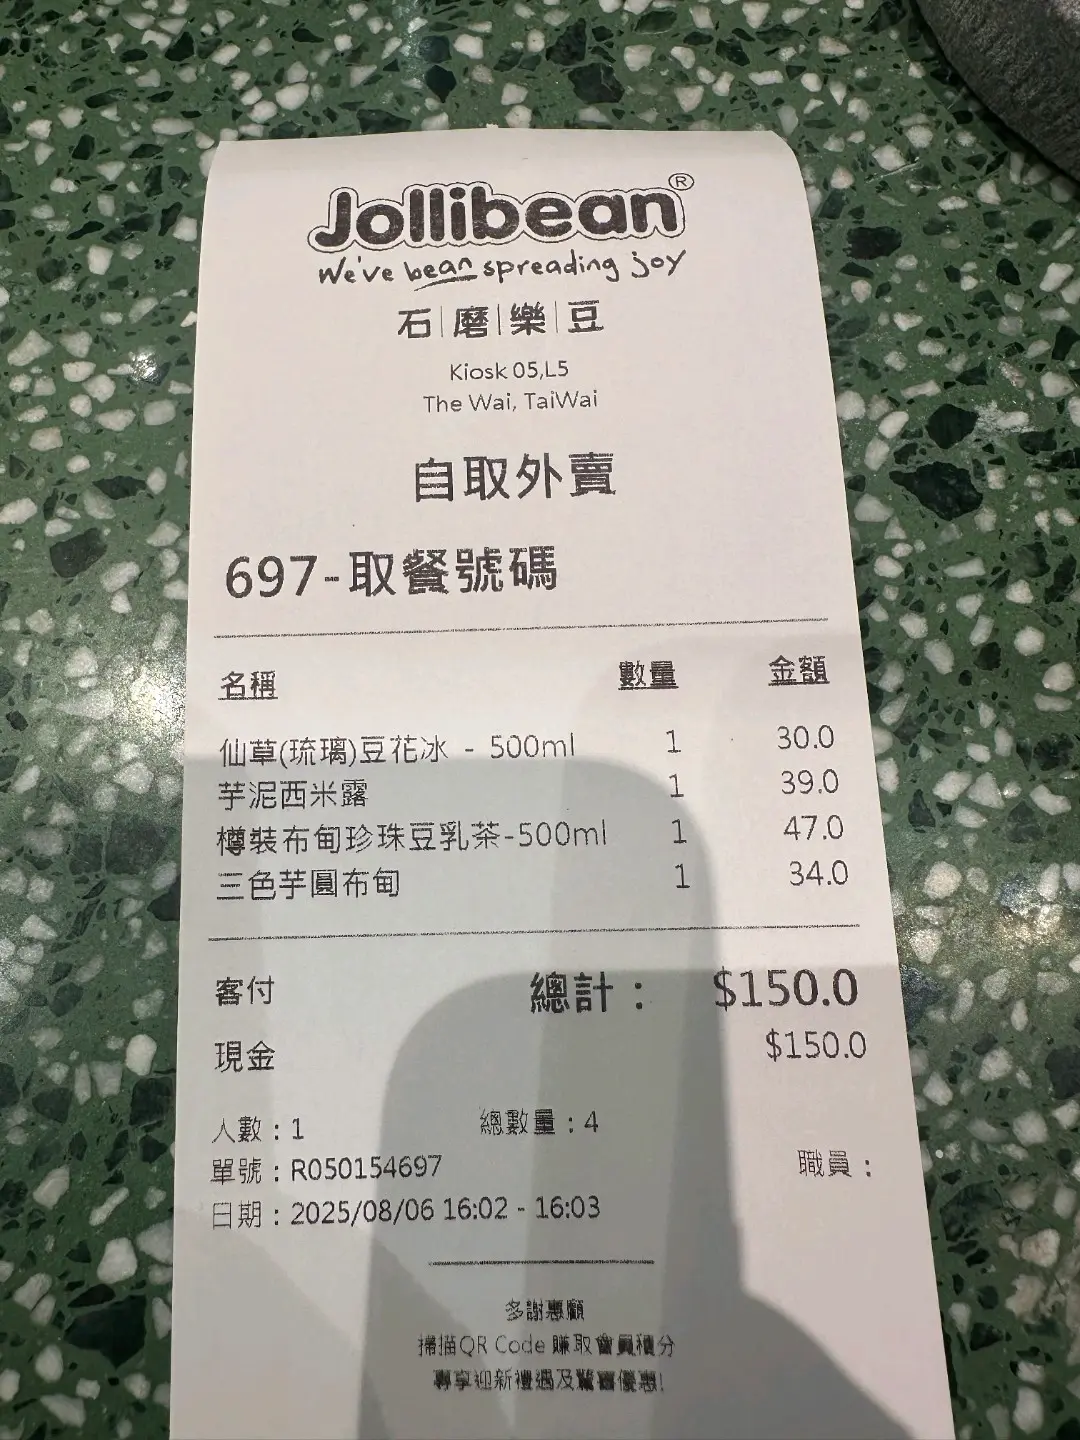 Jollibean®
We've bean spreading joy
石|磨|樂|豆
Kiosk 05,L5
The Wai, TaiWai
自取外賣
697-取餐號碼
名稱 數量 金額
仙草(琉璃)豆花冰 - 500ml 1 30.0
芋泥西米露 1 39.0
樽裝布甸珍珠豆乳茶-500ml 1 47.0
三色芋圓布甸 1 34.0
客付 總計： $150.0
現金 $150.0
人數：1 總數量：4
單號：R050154697 職員：
日期：2025/08/06 16:02 - 16:03
多謝惠顧
掃描QR Code 賺取會員積分
尊享迎新禮遇及驚喜優惠!